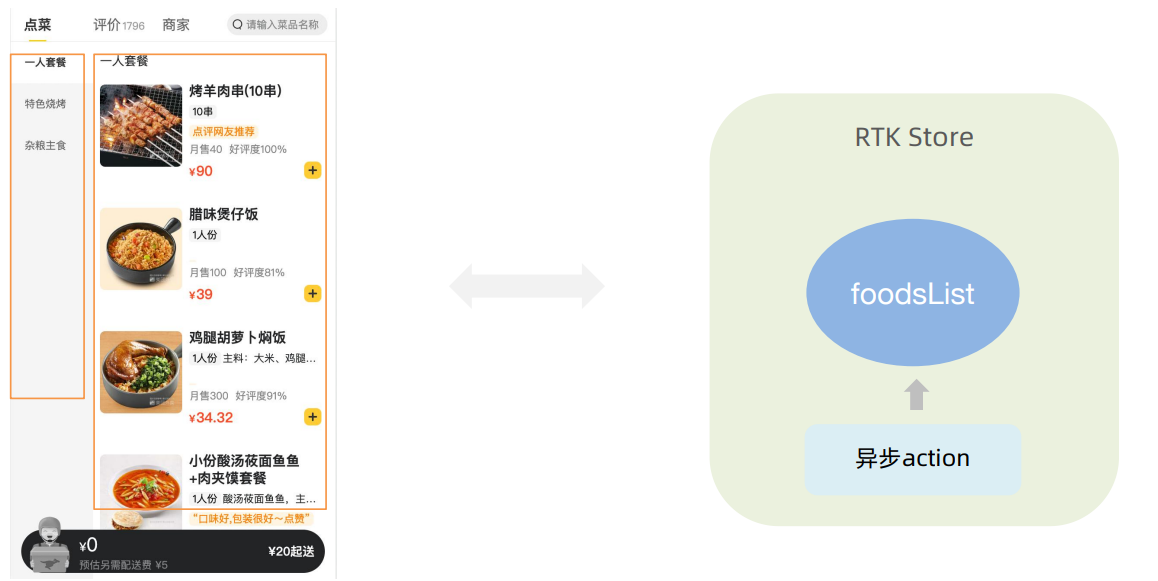 点菜 评价1796 商家 请输入菜品名称
一人套餐
特色烧烤
杂粮主食
一人套餐
烤羊肉串(10串)
10串
点评网友推荐
月售40 好评度100%
¥90
腊味煲仔饭
1人份
月售100 好评度81%
¥39
鸡腿胡萝卜焖饭
1人份 主料：大米、鸡腿...
月售300 好评度91%
¥34.32
小份酸汤莜面鱼鱼
+肉夹馍套餐
1人份 酸汤莜面鱼鱼，主...
“口味好,包装很好～点赞”
¥0
预估另需配送费 ¥5
¥20起送
RTK Store
foodsList
异步action